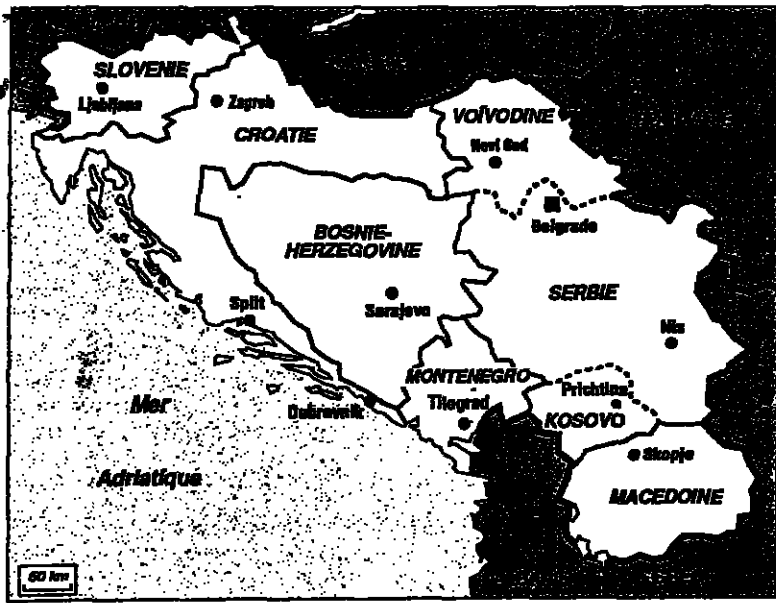 SLOVENIE
Ljubljana
Zagreb
CROATIE
VOÏVODINE
Novi Sad
Belgrade
BOSNIE-
HERZEGOVINE
Sarajevo
SERBIE
Split
Nis
MONTENEGRO
Titograd
Prichtina
KOSOVO
Dubrovnik
Skopje
MACEDOINE
Mer
Adriatique
50 km